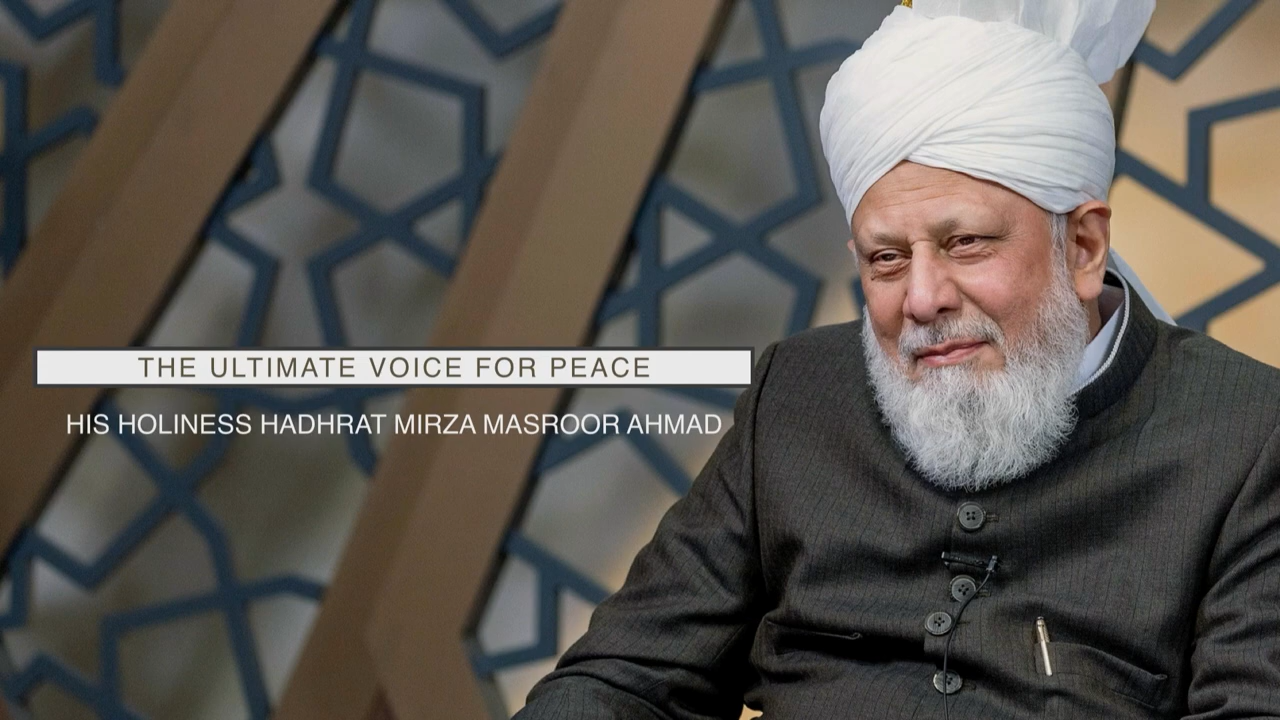 THE ULTIMATE VOICE FOR PEACE
HIS HOLINESS HADHRAT MIRZA MASROOR AHMAD